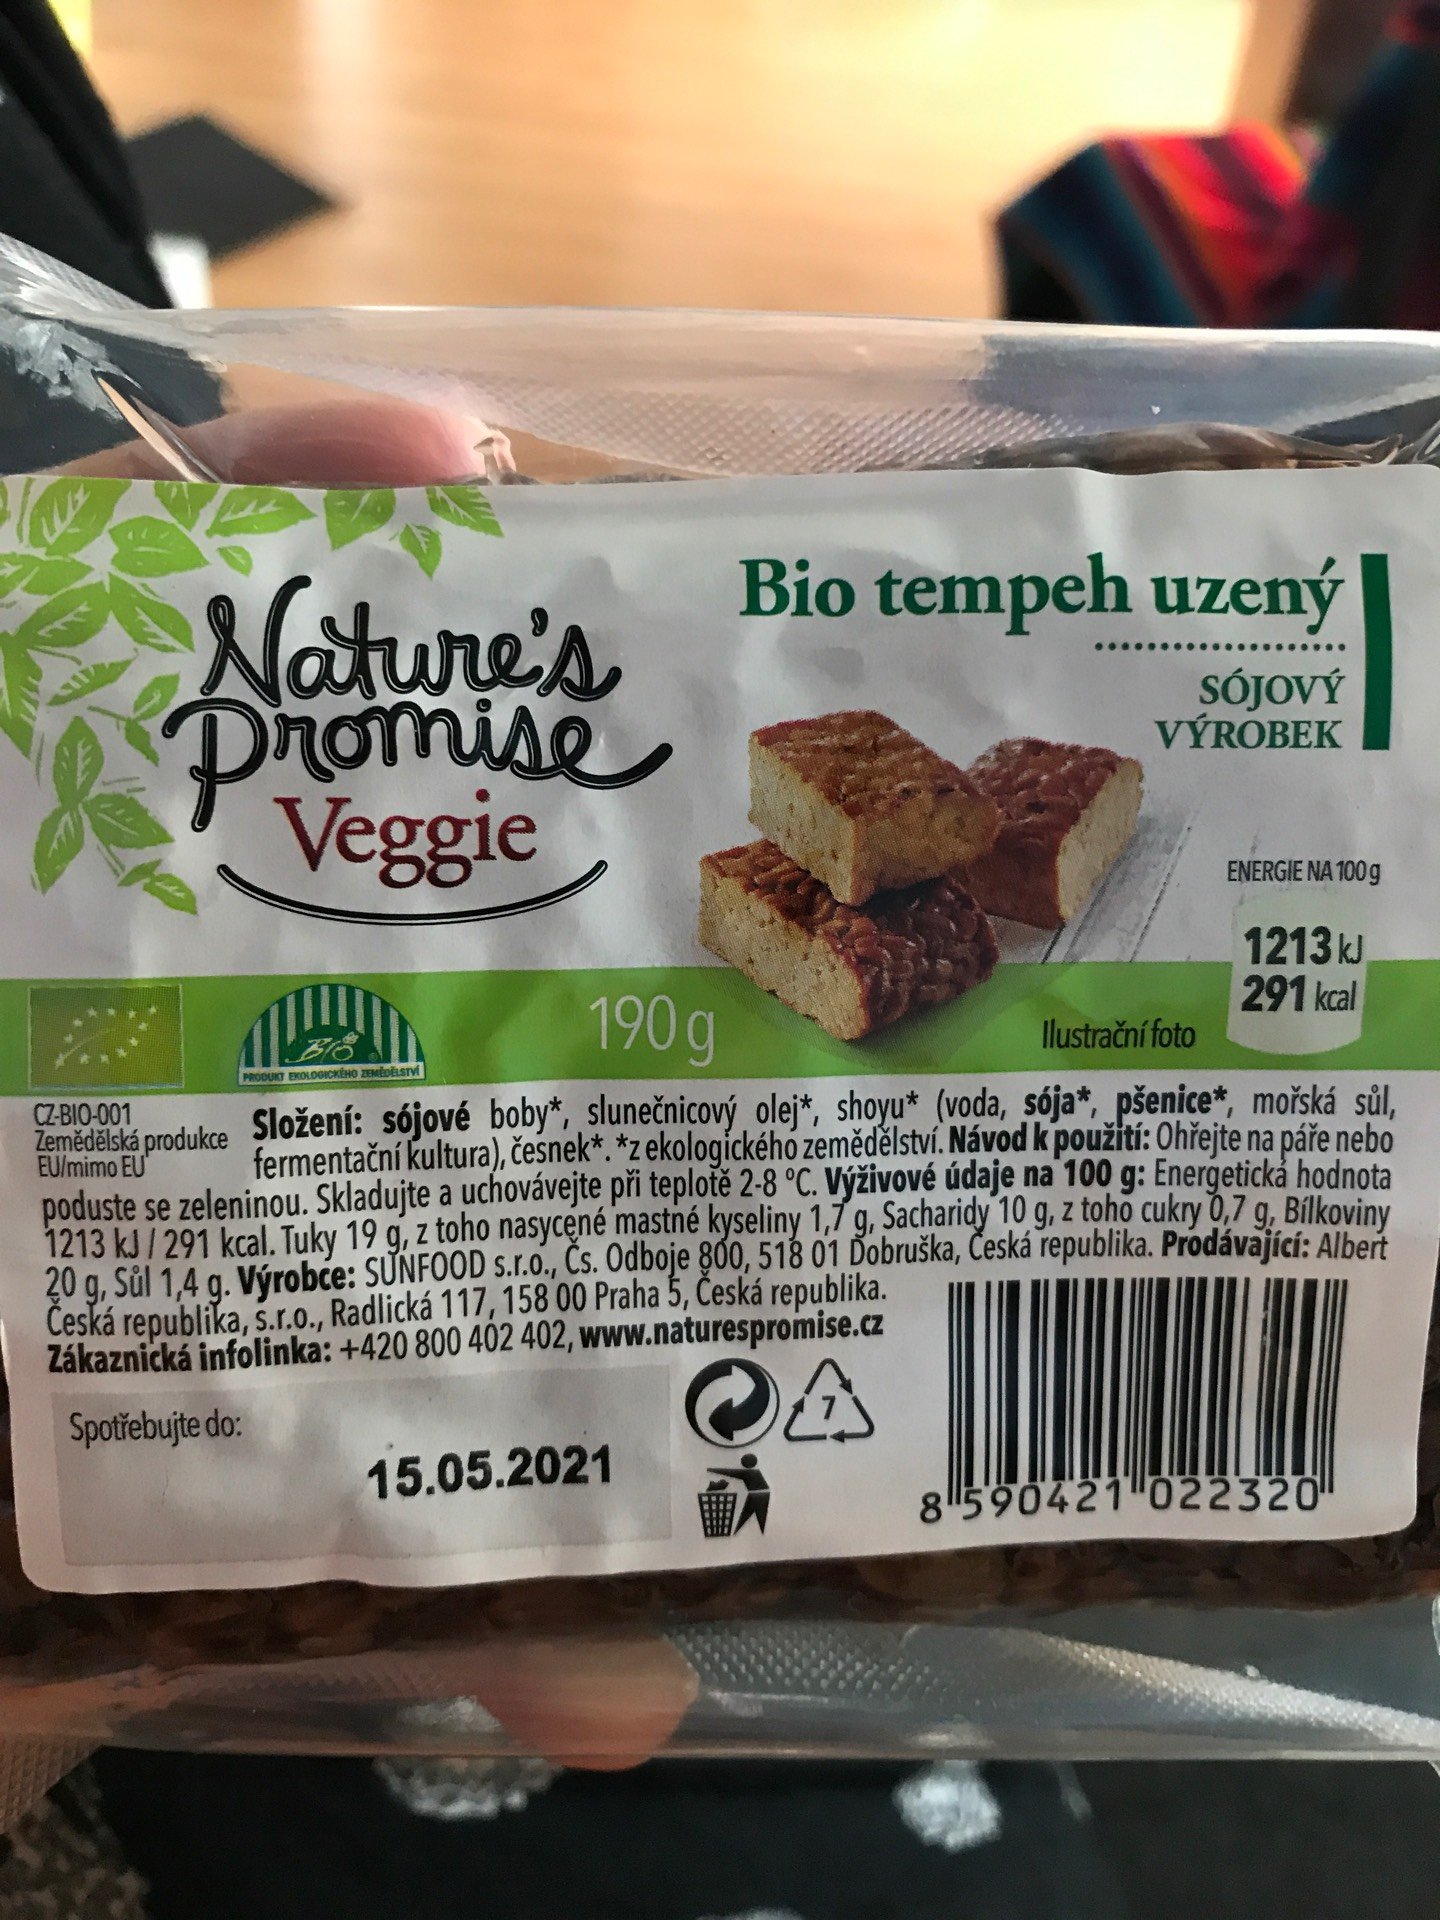 Nature's
Promise
Veggie
Bio tempeh uzený
SÓJOVÝ
VÝROBEK
ENERGIE NA 100 g
1213 kJ
291 kcal
190 g
Ilustrační foto
BIO
PRODUKT EKOLOGICKÉHO ZEMĚDĚLSTVÍ
CZ-BIO-001
Zemědělská produkce
EU/mimo EU
Složení: sójové boby*, slunečnicový olej*, shoyu* (voda, sója*, pšenice*, mořská sůl,
fermentační kultura), česnek*. *z ekologického zemědělství. Návod k použití: Ohřejte na páře nebo
poduste se zeleninou. Skladujte a uchovávejte při teplotě 2-8 °C. Výživové údaje na 100 g: Energetická hodnota
1213 kJ / 291 kcal. Tuky 19 g, z toho nasycené mastné kyseliny 1,7 g, Sacharidy 10 g, z toho cukry 0,7 g, Bílkoviny
20 g, Sůl 1,4 g. Výrobce: SUNFOOD s.r.o., Čs. Odboje 800, 518 01 Dobruška, Česká republika. Prodávající: Albert
Česká republika, s.r.o., Radlická 117, 158 00 Praha 5, Česká republika.
Zákaznická infolinka: +420 800 402 402, www.naturespromise.cz
Spotřebujte do:
15.05.2021
7
8 590421 022320